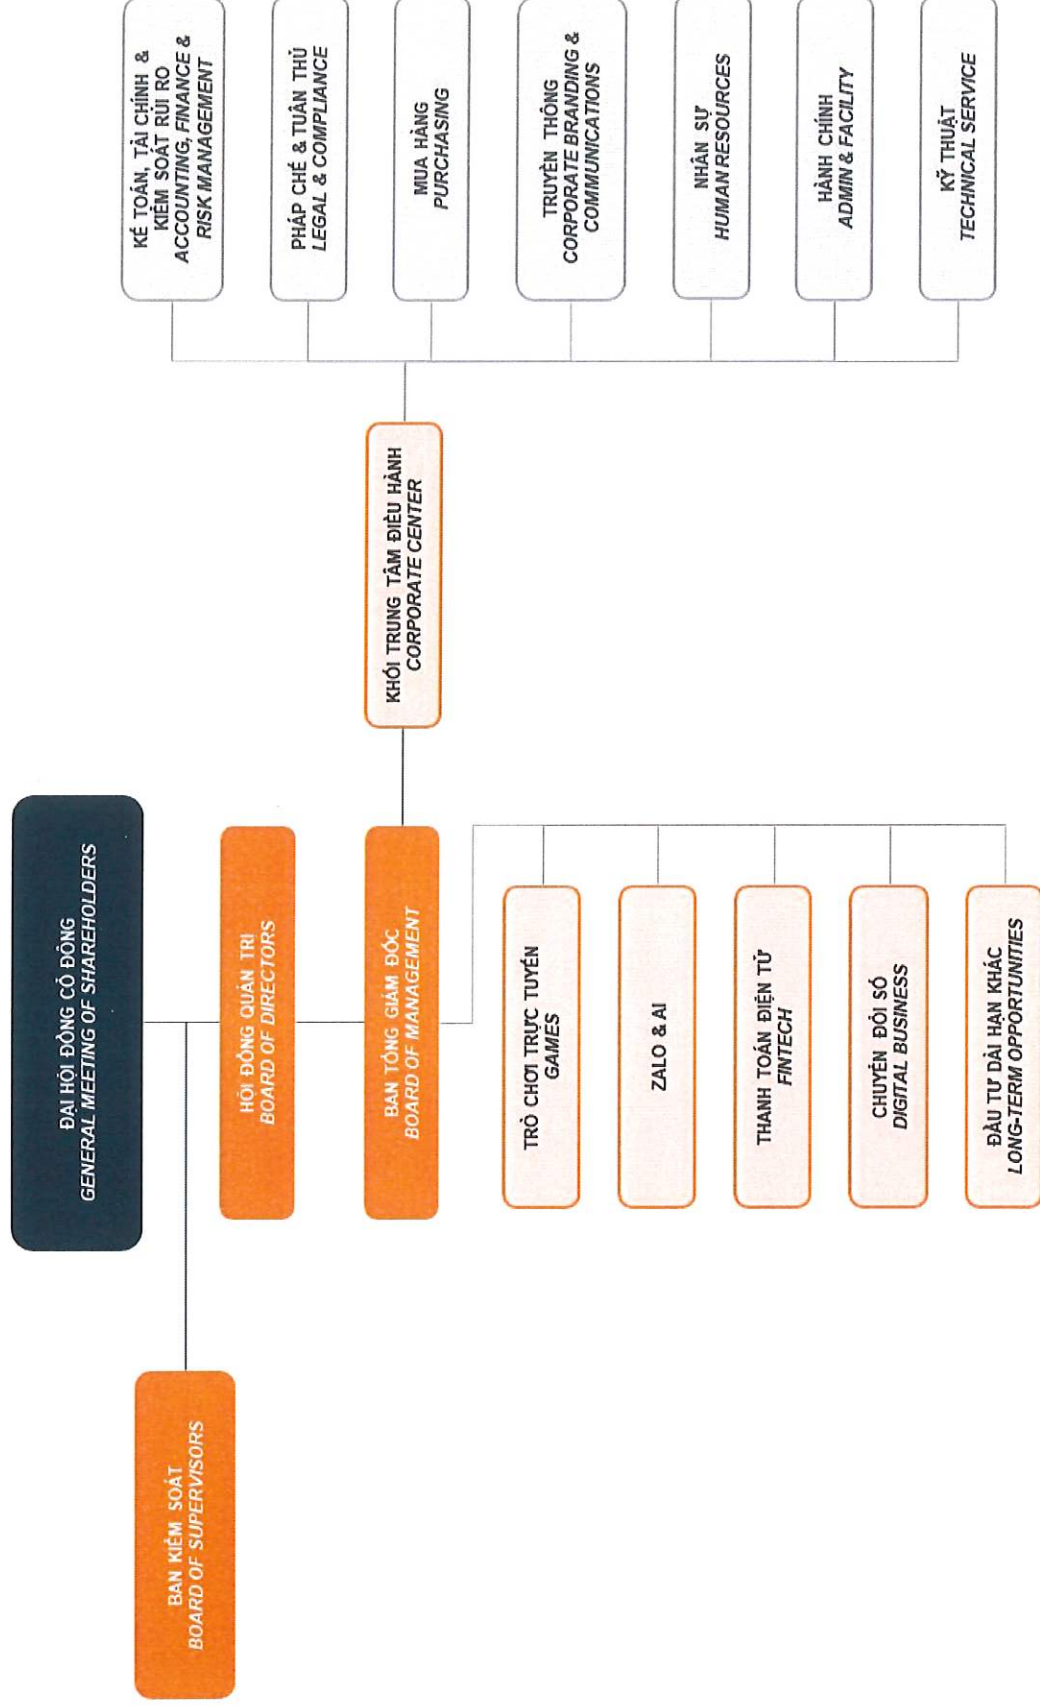 ĐẠI HỘI ĐỒNG CỔ ĐÔNG
GENERAL MEETING OF SHAREHOLDERS
BAN KIỂM SOÁT
BOARD OF SUPERVISORS
HỘI ĐỒNG QUẢN TRỊ
BOARD OF DIRECTORS
BAN TỔNG GIÁM ĐỐC
BOARD OF MANAGEMENT
KHỐI TRUNG TÂM ĐIỀU HÀNH
CORPORATE CENTER
TRÒ CHƠI TRỰC TUYẾN
GAMES
ZALO & AI
THANH TOÁN ĐIỆN TỬ
FINTECH
CHUYỂN ĐỔI SỐ
DIGITAL BUSINESS
ĐẦU TƯ DÀI HẠN KHÁC
LONG-TERM OPPORTUNITIES
KẾ TOÁN, TÀI CHÍNH &
KIỂM SOÁT RỦI RO
ACCOUNTING, FINANCE &
RISK MANAGEMENT
PHÁP CHẾ & TUÂN THỦ
LEGAL & COMPLIANCE
MUA HÀNG
PURCHASING
TRUYỀN THÔNG
CORPORATE BRANDING &
COMMUNICATIONS
NHÂN SỰ
HUMAN RESOURCES
HÀNH CHÍNH
ADMIN & FACILITY
KỸ THUẬT
TECHNICAL SERVICE